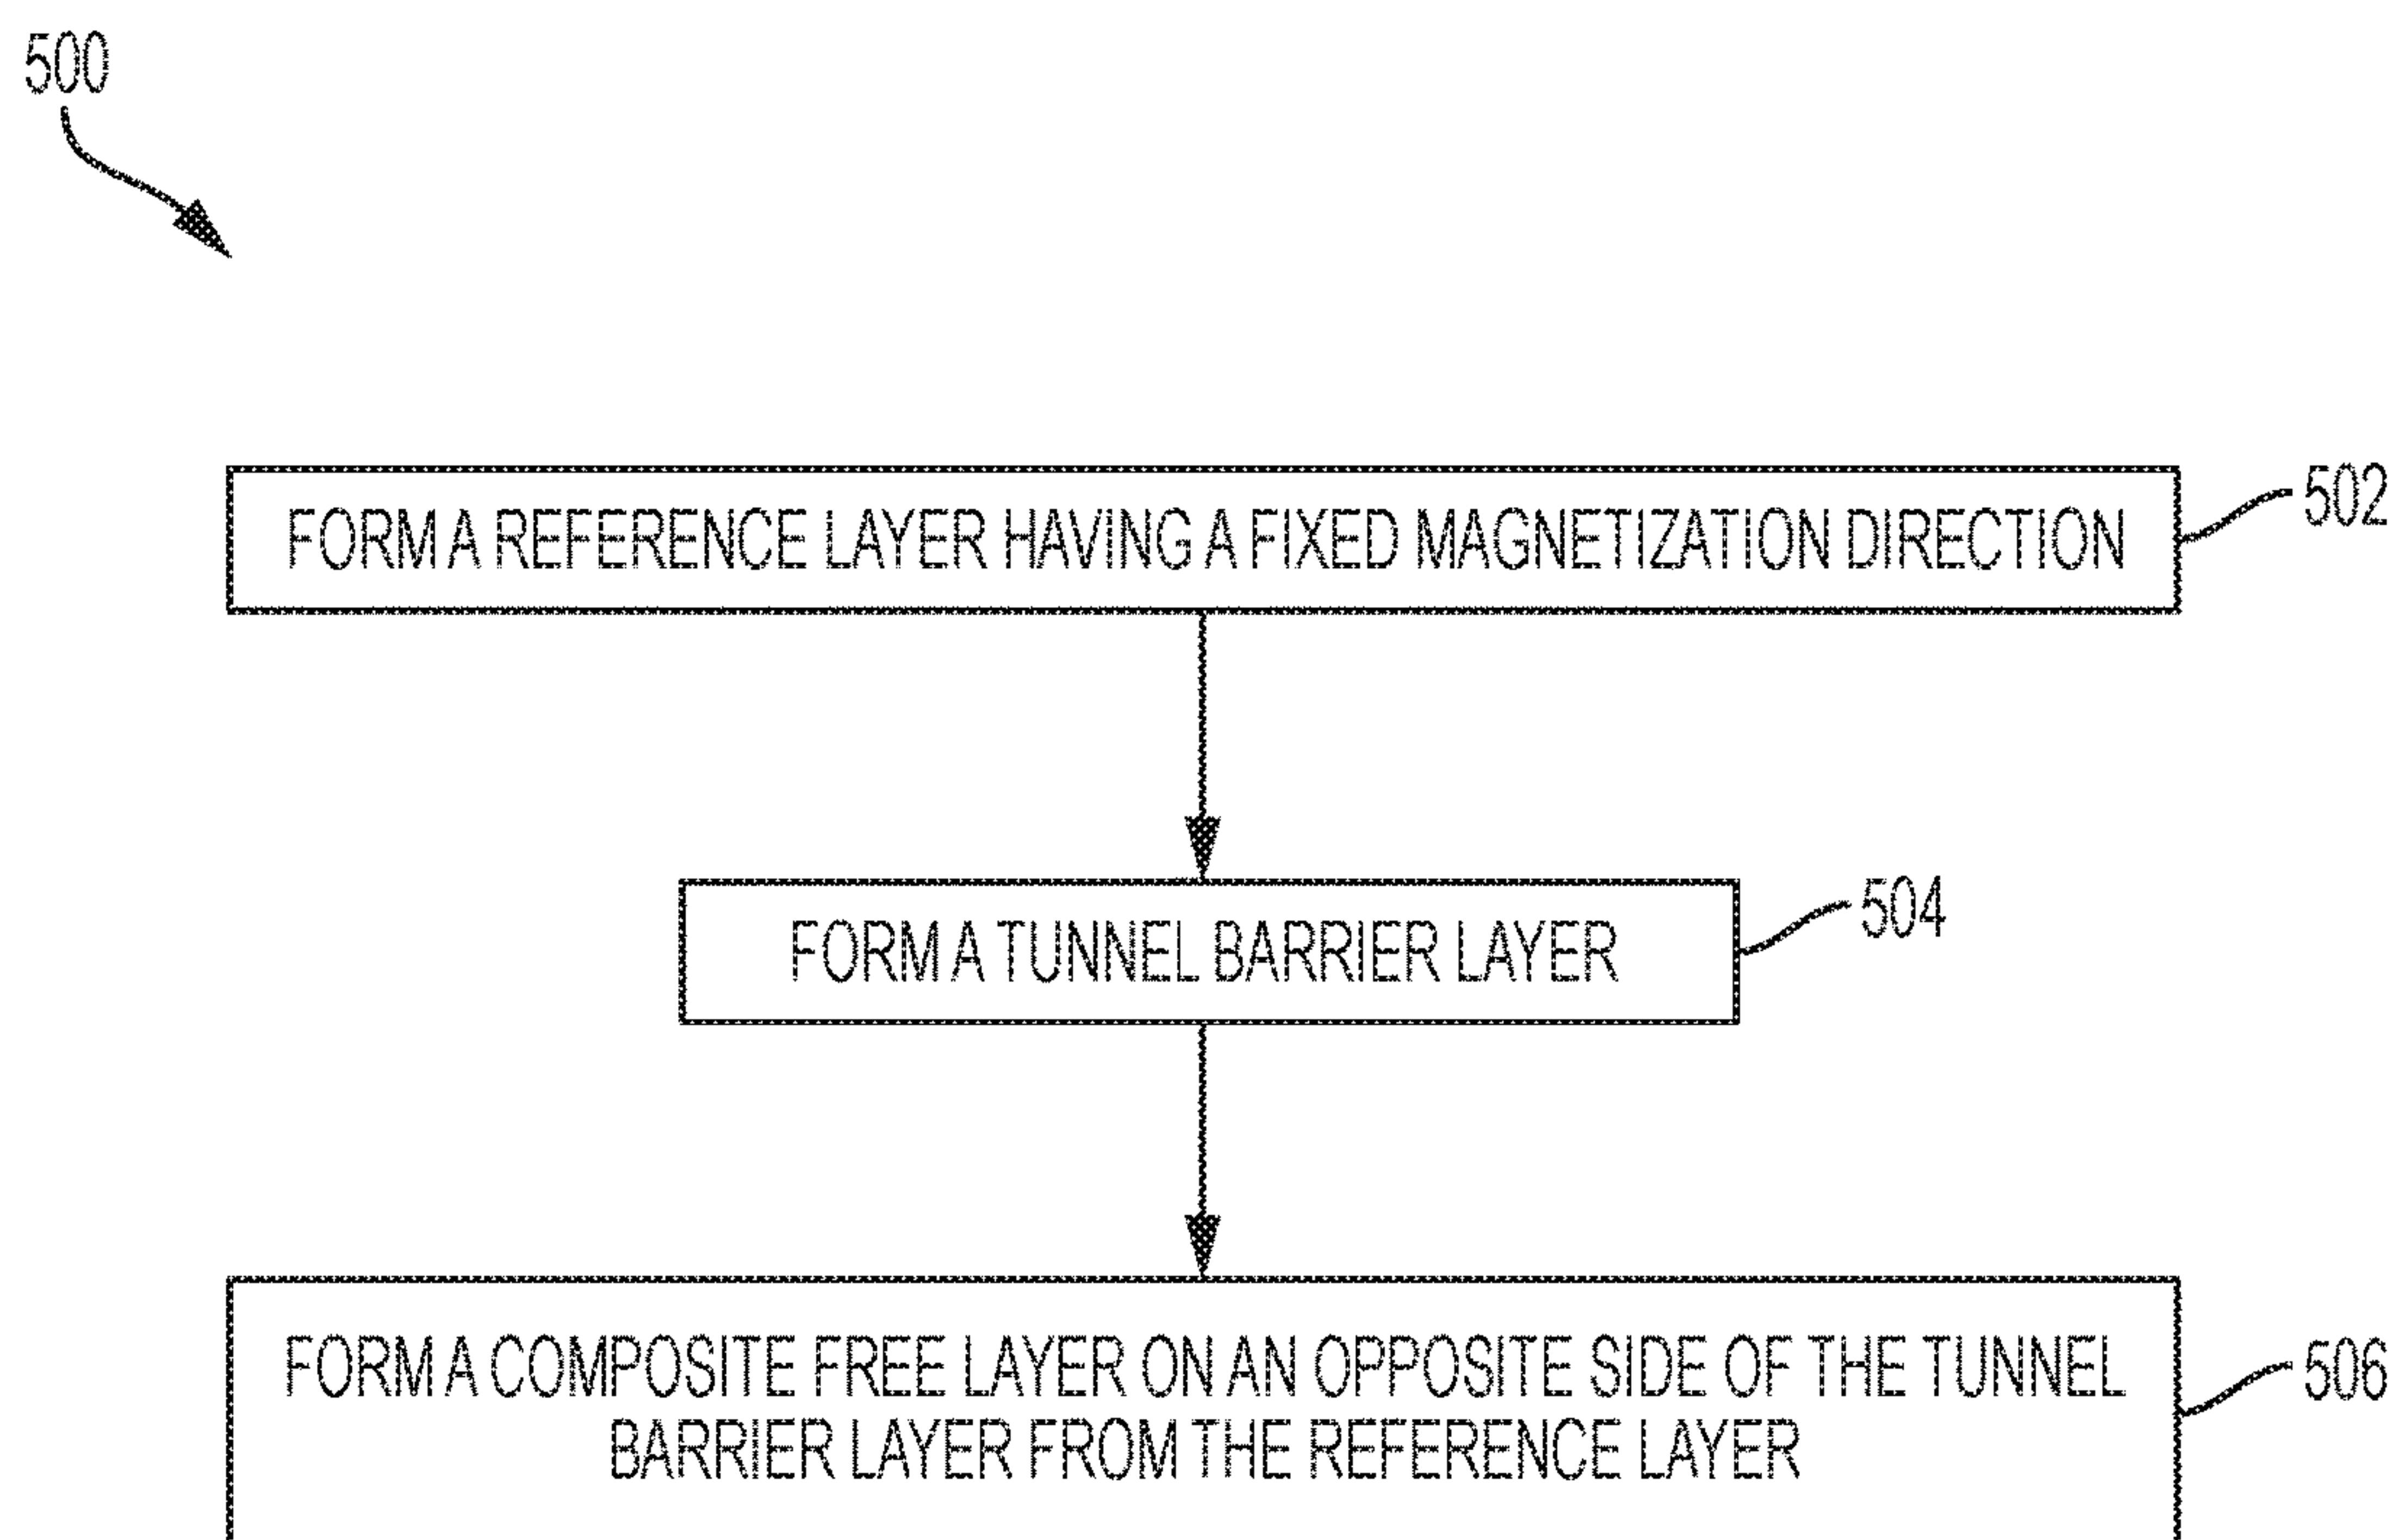 500
FORM A REFERENCE LAYER HAVING A FIXED MAGNETIZATION DIRECTION
502
FORM A TUNNEL BARRIER LAYER
504
FORM A COMPOSITE FREE LAYER ON AN OPPOSITE SIDE OF THE TUNNEL
BARRIER LAYER FROM THE REFERENCE LAYER
506